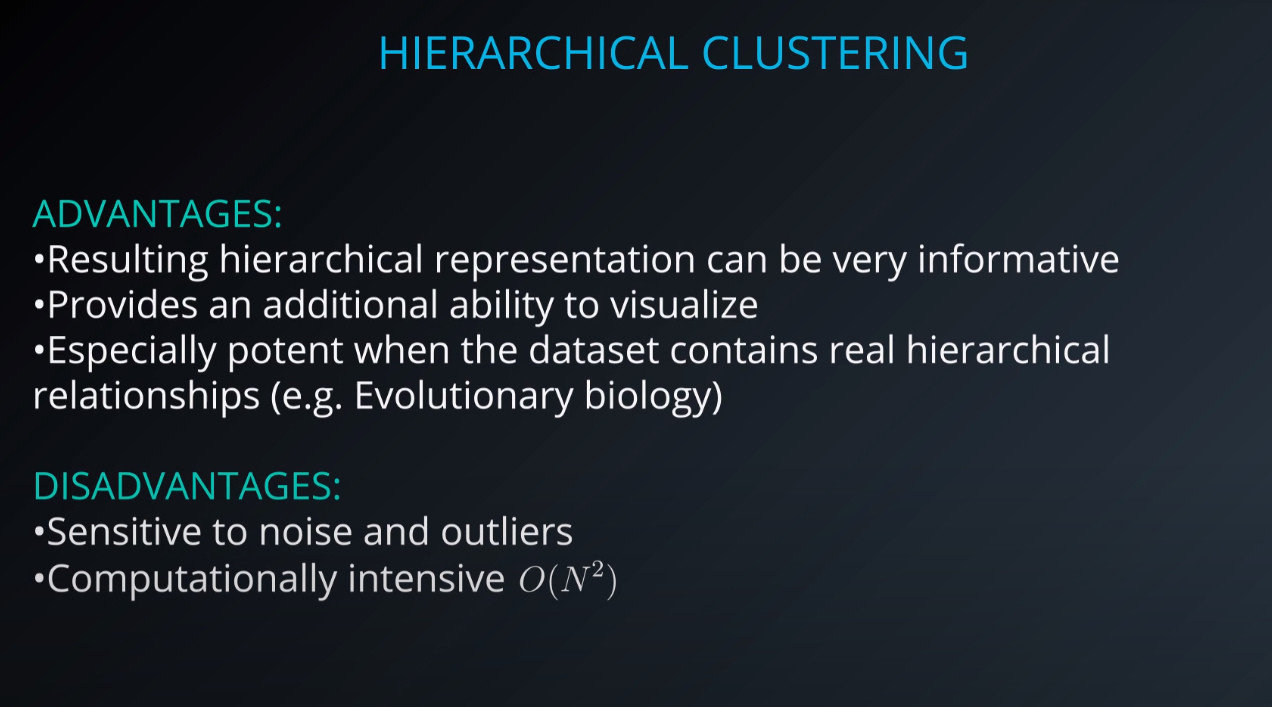 HIERARCHICAL CLUSTERING
ADVANTAGES:
•Resulting hierarchical representation can be very informative
•Provides an additional ability to visualize
•Especially potent when the dataset contains real hierarchical
relationships (e.g. Evolutionary biology)
DISADVANTAGES:
•Sensitive to noise and outliers
•Computationally intensive O(N²)